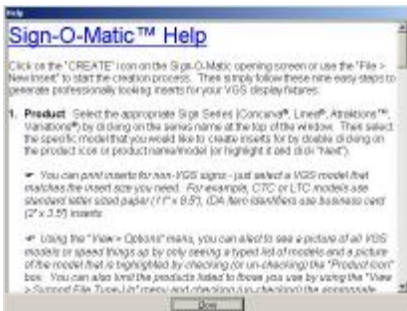 Help
Sign-O-Matic™ Help
Click on the "CREATE" icon on the Sign-O-Matic opening screen or use the "File >
New Insert" to start the creation process. Then simply follow these nine easy steps to
generate professionally looking inserts for your VGS display fixtures.
1. Product Select the appropriate Sign Series (Concurva®, Linea®, Atraktions™,
Variations®) by clicking on the series name at the top of the window. Then select
the specific model that you would like to create inserts for by double clicking on
the product icon or product name/model (or highlight it and click "Next").
☛ You can print inserts for non-VGS signs - just select a VGS model that
matches the insert size you need. For example, CTC or LTC models use
standard letter sized paper (11" x 8.5"), IDA Item Identifiers use business card
(2" x 3.5") inserts.
☛ Using the "View > Options" menu, you can elect to see a picture of all VGS
models or speed things up by only seeing a typed list of models and a picture
of the model that is highlighted by checking (or un-checking) the "Product Icon"
box. You can also limit the products listed to those you use by using the "View
> Support File Type-Up" menu and checking (un-checking) the appropriate
Close